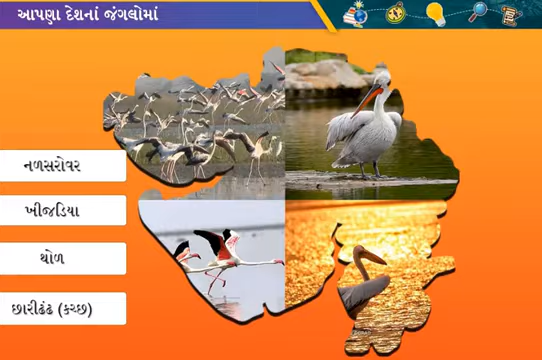 આપણા દેશનાં જંગલોમાં
નળસરોવર
ખીજડિયા
થોળ
છારીઢંઢ (કચ્છ)